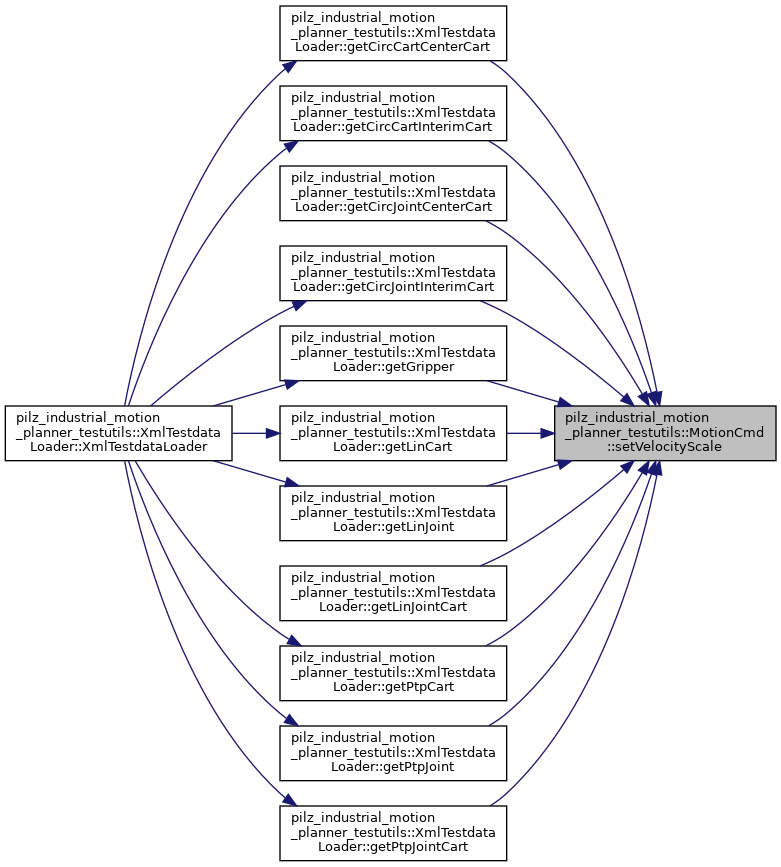 pilz_industrial_motion
_planner_testutils::XmlTestdata
Loader::getCircCartCenterCart
pilz_industrial_motion
_planner_testutils::XmlTestdata
Loader::getCircCartInterimCart
pilz_industrial_motion
_planner_testutils::XmlTestdata
Loader::getCircJointCenterCart
pilz_industrial_motion
_planner_testutils::XmlTestdata
Loader::getCircJointInterimCart
pilz_industrial_motion
_planner_testutils::XmlTestdata
Loader::getGripper
pilz_industrial_motion
_planner_testutils::XmlTestdata
Loader::XmlTestdataLoader
pilz_industrial_motion
_planner_testutils::XmlTestdata
Loader::getLinCart
pilz_industrial_motion
_planner_testutils::MotionCmd
::setVelocityScale
pilz_industrial_motion
_planner_testutils::XmlTestdata
Loader::getLinJoint
pilz_industrial_motion
_planner_testutils::XmlTestdata
Loader::getLinJointCart
pilz_industrial_motion
_planner_testutils::XmlTestdata
Loader::getPtpCart
pilz_industrial_motion
_planner_testutils::XmlTestdata
Loader::getPtpJoint
pilz_industrial_motion
_planner_testutils::XmlTestdata
Loader::getPtpJointCart